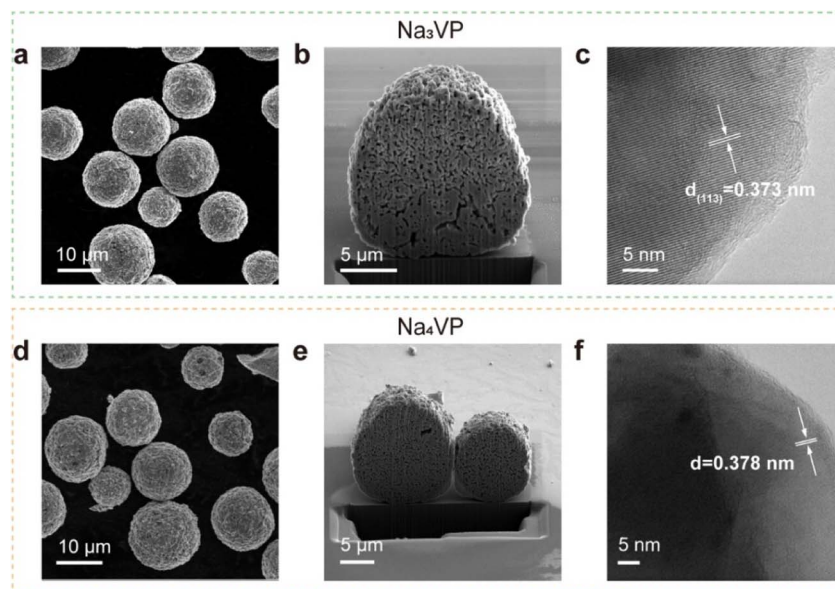 Na₃VP
a
b
c
10 µm
5 µm
d₍₁₁₃₎=0.373 nm
5 nm
Na₄VP
d
e
f
10 µm
5 µm
d=0.378 nm
5 nm